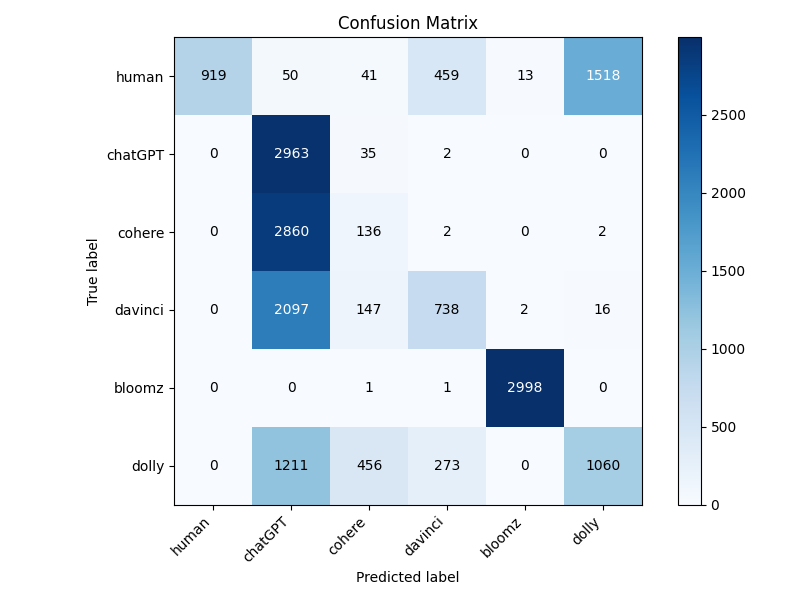 Confusion Matrix
human 919 50 41 459 13 1518
chatGPT 0 2963 35 2 0 0
cohere 0 2860 136 2 0 2
davinci 0 2097 147 738 2 16
bloomz 0 0 1 1 2998 0
dolly 0 1211 456 273 0 1060
human chatGPT cohere davinci bloomz dolly
Predicted label
True label
2500
2000
1500
1000
500
0